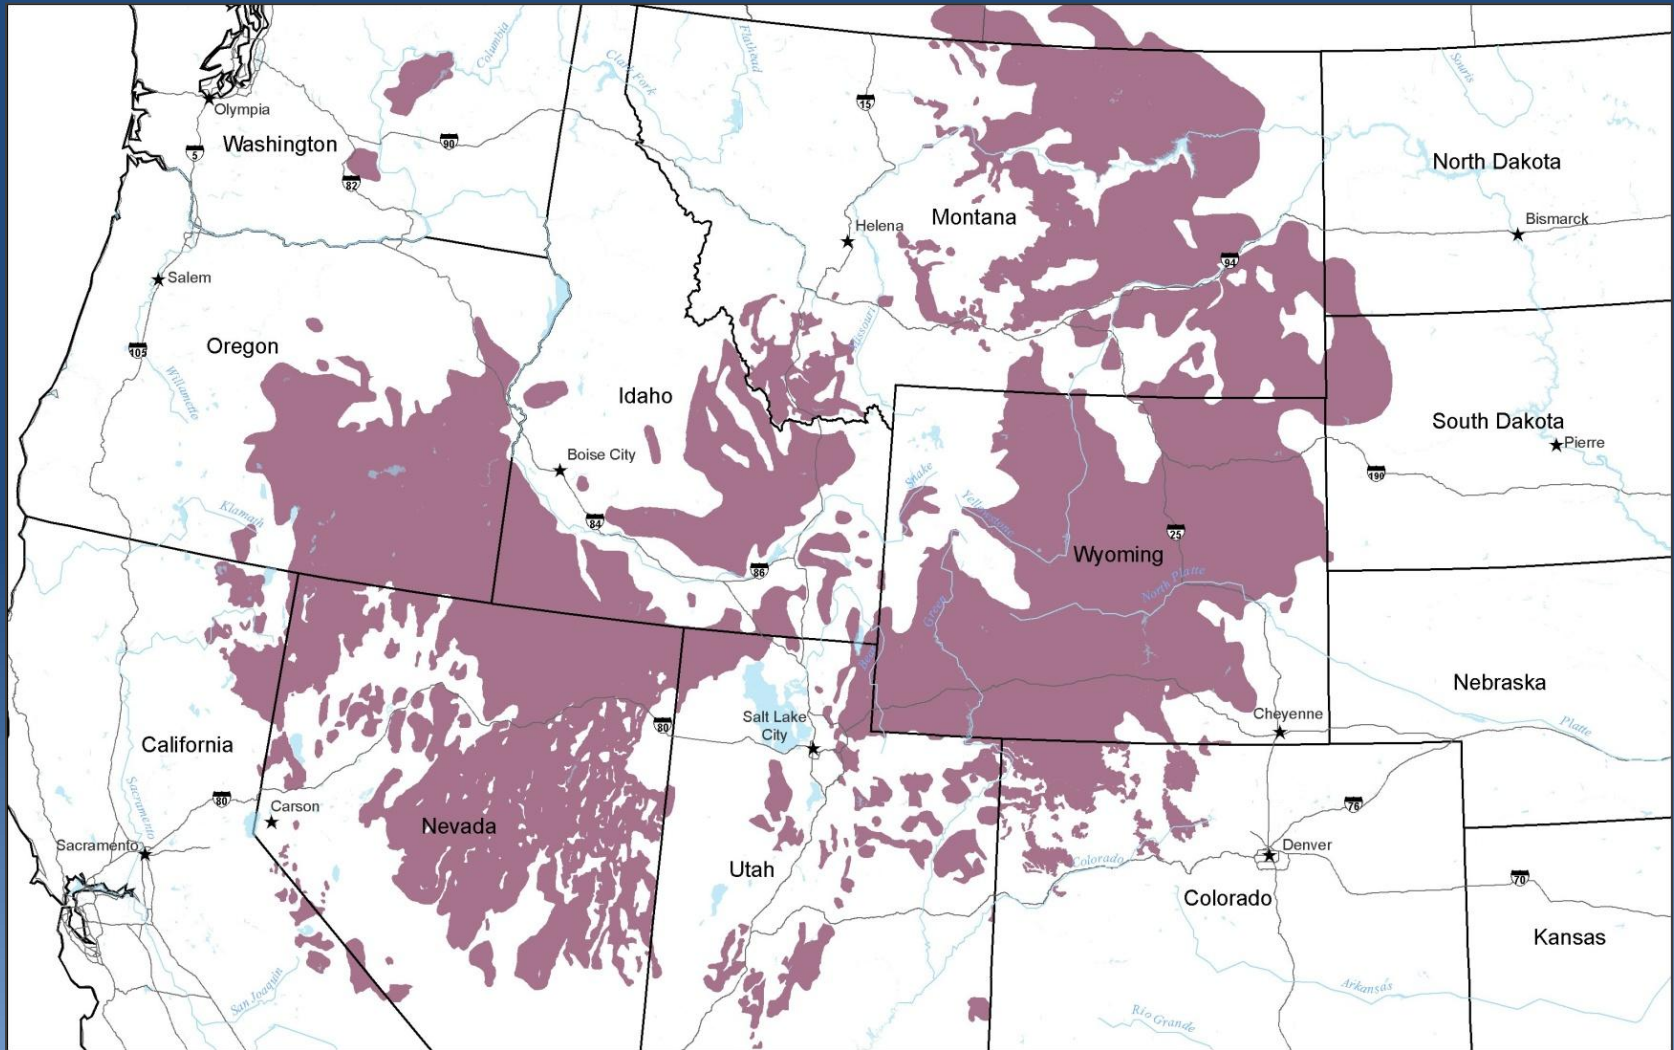 Columbia
Flathead
Clark Fork
Souris
Olympia
15
Washington
5
90
82
North Dakota
Bismarck
Helena
Montana
94
Salem
Missouri
Oregon
105
Willamette
Idaho
South Dakota
Pierre
Boise City
Snake
190
Yellowstone
Klamath
84
25
Wyoming
86
North Platte
Green
Bear
Nebraska
Salt Lake
City
Cheyenne
Platte
80
California
Sacramento
80
Carson
76
Nevada
Sacramento
Denver
Colorado
Utah
70
Colorado
Kansas
San Joaquin
Arkansas
Rio Grande